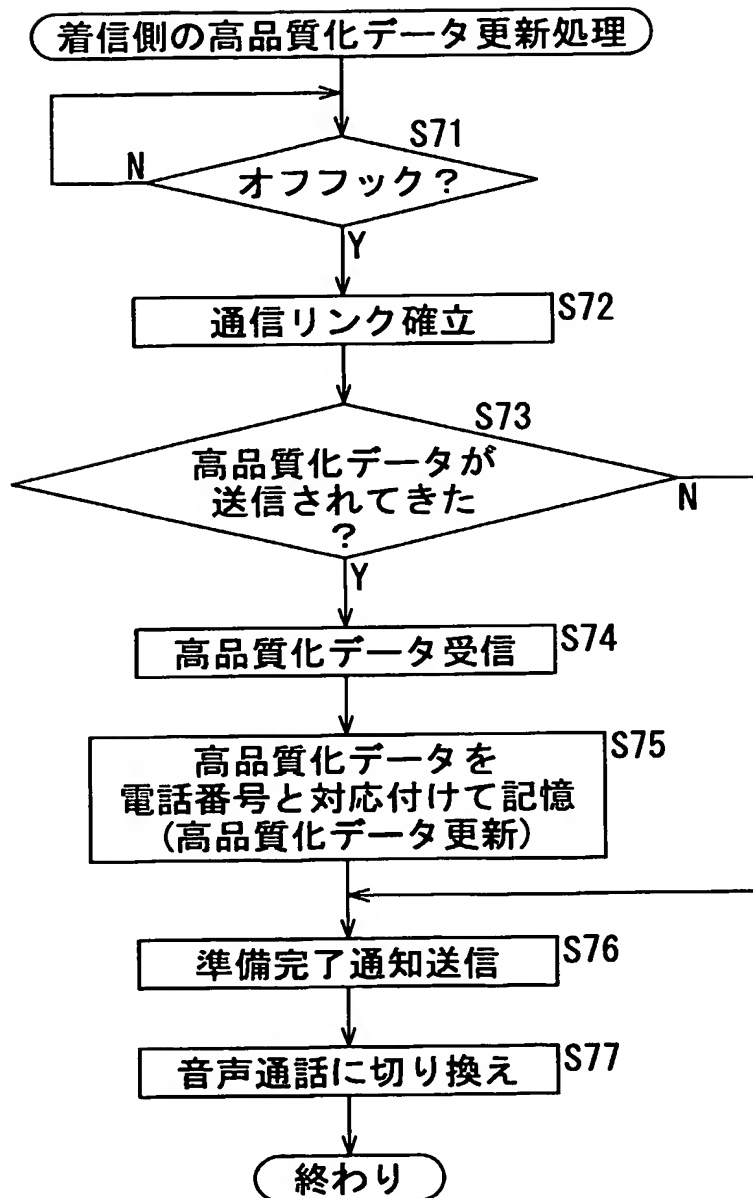 着信側の高品質化データ更新処理
S71
オフフック?
N
Y
通信リンク確立
S72
S73
高品質化データが
送信されてきた
?
N
Y
高品質化データ受信
S74
高品質化データを
電話番号と対応付けて記憶
(高品質化データ更新)
S75
準備完了通知送信
S76
音声通話に切り換え
S77
終わり